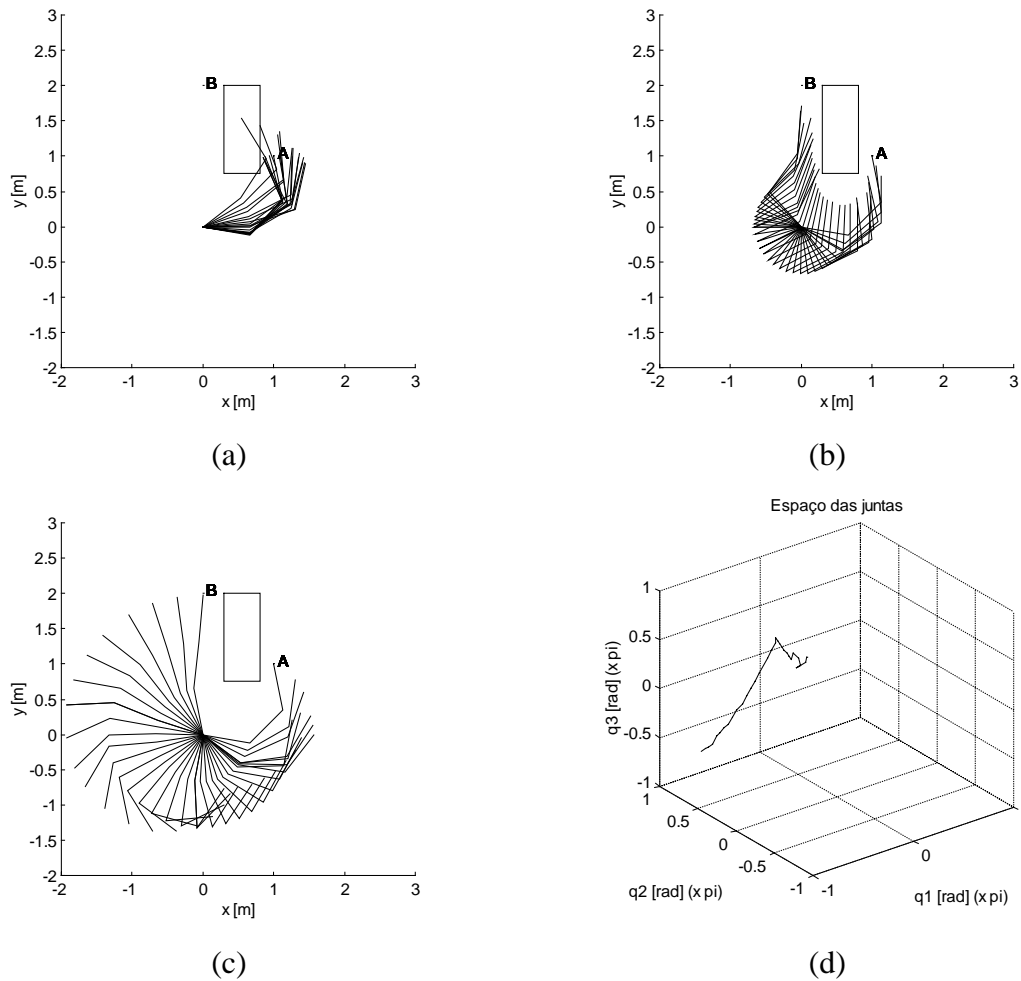 3
2.5
2
1.5
1
0.5
0
-0.5
-1
-1.5
-2
-2 -1 0 1 2 3
y [m]
x [m]
B
A
(a)
3
2.5
2
1.5
1
0.5
0
-0.5
-1
-1.5
-2
-2 -1 0 1 2 3
y [m]
x [m]
B
A
(b)
3
2.5
2
1.5
1
0.5
0
-0.5
-1
-1.5
-2
-2 -1 0 1 2 3
y [m]
x [m]
B
A
(c)
Espaço das juntas
1
0.5
0
-0.5
-1
q3 [rad] (x pi)
1
0.5
0
-0.5
-1
q2 [rad] (x pi)
-1
0
q1 [rad] (x pi)
(d)